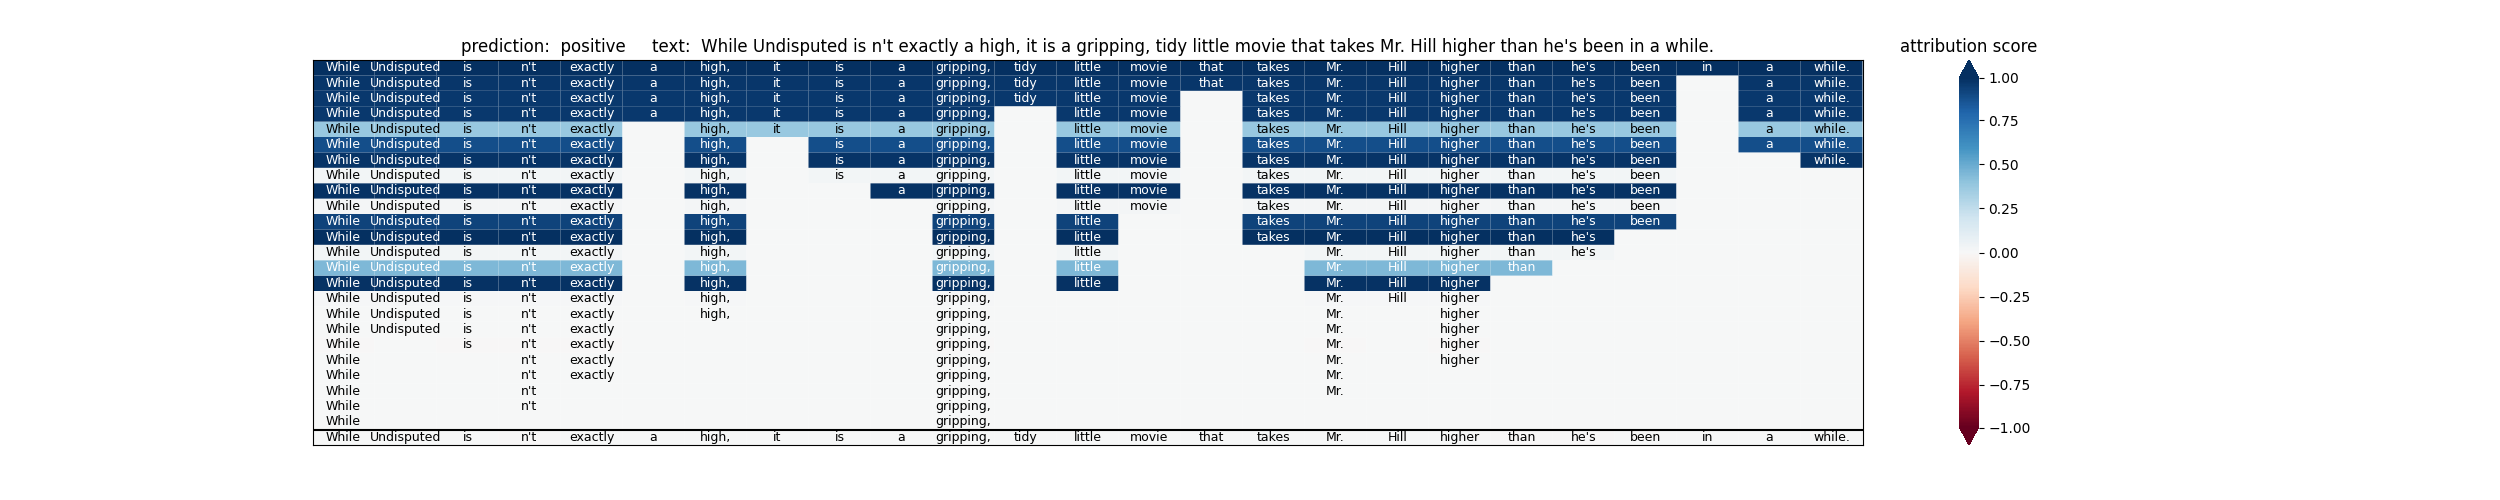 prediction: positive text: While Undisputed is n't exactly a high, it is a gripping, tidy little movie that takes Mr. Hill higher than he's been in a while. attribution score
While Undisputed is n't exactly a high, it is a gripping, tidy little movie that takes Mr. Hill higher than he's been in a while.
While Undisputed is n't exactly a high, it is a gripping, tidy little movie that takes Mr. Hill higher than he's been a while.
While Undisputed is n't exactly a high, it is a gripping, tidy little movie takes Mr. Hill higher than he's been a while.
While Undisputed is n't exactly a high, it is a gripping, little movie takes Mr. Hill higher than he's been a while.
While Undisputed is n't exactly high, it is a gripping, little movie takes Mr. Hill higher than he's been a while.
While Undisputed is n't exactly high, is a gripping, little movie takes Mr. Hill higher than he's been a while.
While Undisputed is n't exactly high, is a gripping, little movie takes Mr. Hill higher than he's been while.
While Undisputed is n't exactly high, is a gripping, little movie takes Mr. Hill higher than he's been
While Undisputed is n't exactly high, a gripping, little movie takes Mr. Hill higher than he's been
While Undisputed is n't exactly high, gripping, little movie takes Mr. Hill higher than he's been
While Undisputed is n't exactly high, gripping, little takes Mr. Hill higher than he's been
While Undisputed is n't exactly high, gripping, little takes Mr. Hill higher than he's
While Undisputed is n't exactly high, gripping, little Mr. Hill higher than he's
While Undisputed is n't exactly high, gripping, little Mr. Hill higher than
While Undisputed is n't exactly high, gripping, little Mr. Hill higher
While Undisputed is n't exactly high, gripping, Mr. Hill higher
While Undisputed is n't exactly high, gripping, Mr. higher
While Undisputed is n't exactly gripping, Mr. higher
While is n't exactly gripping, Mr. higher
While n't exactly gripping, Mr. higher
While n't exactly gripping, Mr.
While n't gripping, Mr.
While n't gripping,
While gripping,
While Undisputed is n't exactly a high, it is a gripping, tidy little movie that takes Mr. Hill higher than he's been in a while.
1.00
0.75
0.50
0.25
0.00
−0.25
−0.50
−0.75
−1.00